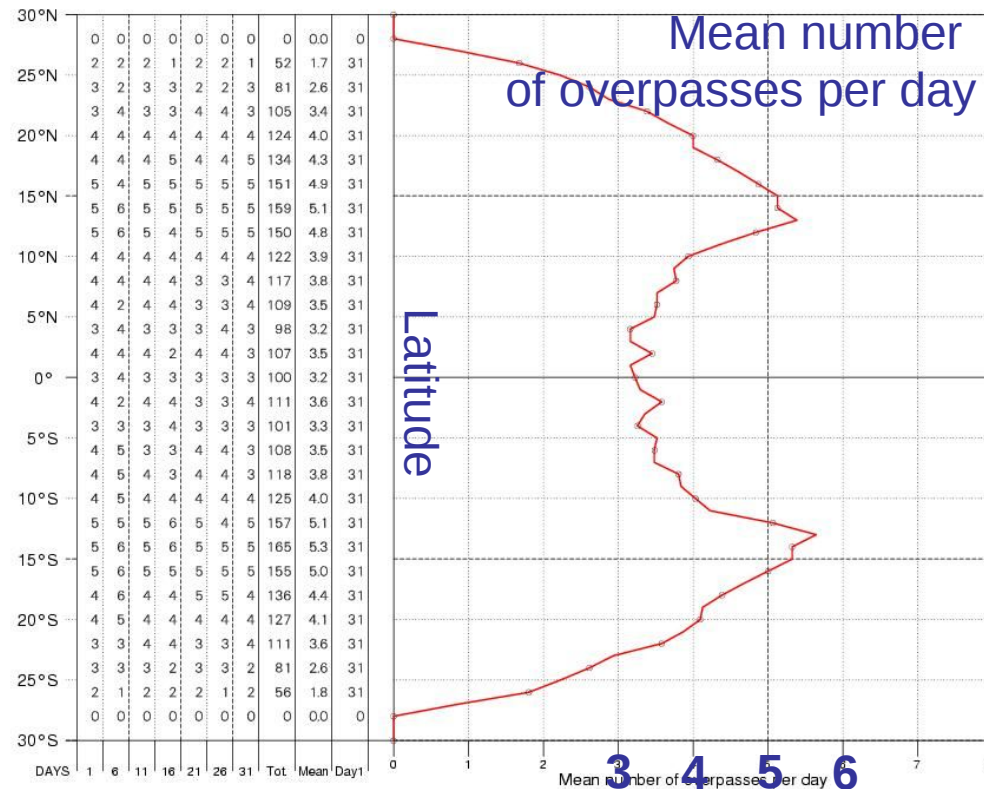 Mean number
of overpasses per day
30°N
0 0 0 0 0 0 0 0 0.0 0
2 2 2 1 2 2 1 52 1.7 31
25°N
3 2 3 3 2 2 3 81 2.6 31
3 4 3 3 4 4 3 105 3.4 31
20°N 4 4 4 4 4 4 4 124 4.0 31
4 4 4 5 4 4 5 134 4.3 31
5 4 5 5 5 5 5 151 4.9 31
15°N
5 6 5 5 5 5 5 159 5.1 31
5 6 5 4 5 5 5 150 4.8 31
10°N 4 4 4 4 4 4 4 122 3.9 31
4 4 4 4 3 3 4 117 3.8 31
4 2 4 4 3 3 4 109 3.5 31
5°N
3 4 3 3 3 4 3 98 3.2 31
4 4 4 2 4 4 3 107 3.5 31
0° 3 4 3 3 3 3 3 100 3.2 31
4 2 4 4 3 3 4 111 3.6 31
3 3 3 4 3 4 3 101 3.3 31
5°S
4 5 3 3 4 4 3 108 3.5 31
4 5 4 3 4 4 3 118 3.8 31
10°S 4 5 4 4 4 4 4 125 4.0 31
5 5 5 6 5 4 5 157 5.1 31
5 6 5 6 5 5 5 165 5.3 31
15°S
5 6 5 5 5 5 5 155 5.0 31
4 6 4 4 5 5 4 136 4.4 31
20°S 4 5 4 4 4 4 4 127 4.1 31
3 3 4 4 3 3 4 111 3.6 31
3 3 3 2 3 3 2 81 2.6 31
25°S
2 1 2 2 2 1 2 56 1.8 31
0 0 0 0 0 0 0 0 0.0 0
30°S
Latitude
DAYS 1 6 11 16 21 26 31 Tot. Mean Day1
0 1 2 3 4 5 6 7
Mean number of overpasses per day